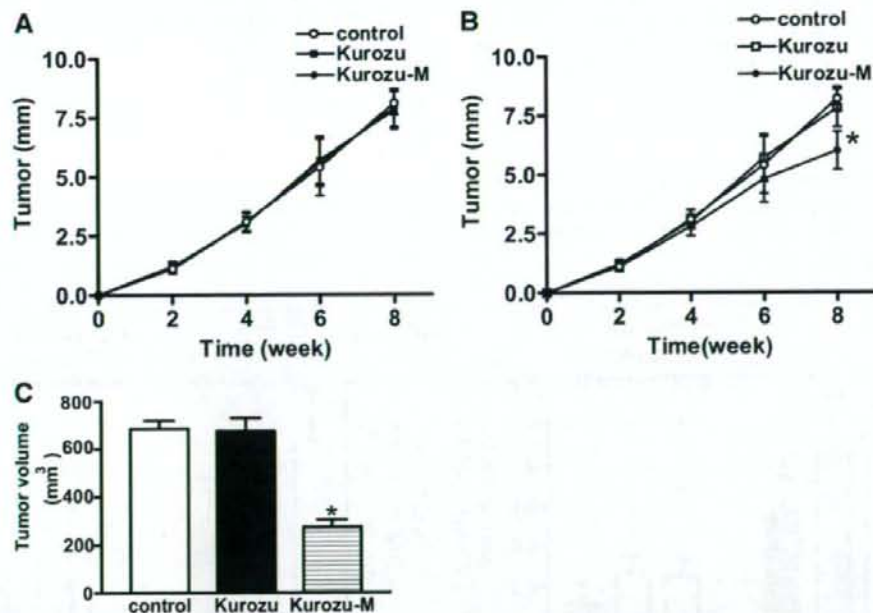 A
control
Kurozu
Kurozu-M
10.0
7.5
5.0
2.5
0.0
Tumor (mm)
0 2 4 6 8
Time (week)
B
control
Kurozu
Kurozu-M
10.0
7.5
5.0
2.5
0.0
Tumor (mm)
*
0 2 4 6 8
Time(week)
C
800
600
400
200
0
Tumor volume
(mm3)
*
control Kurozu Kurozu-M